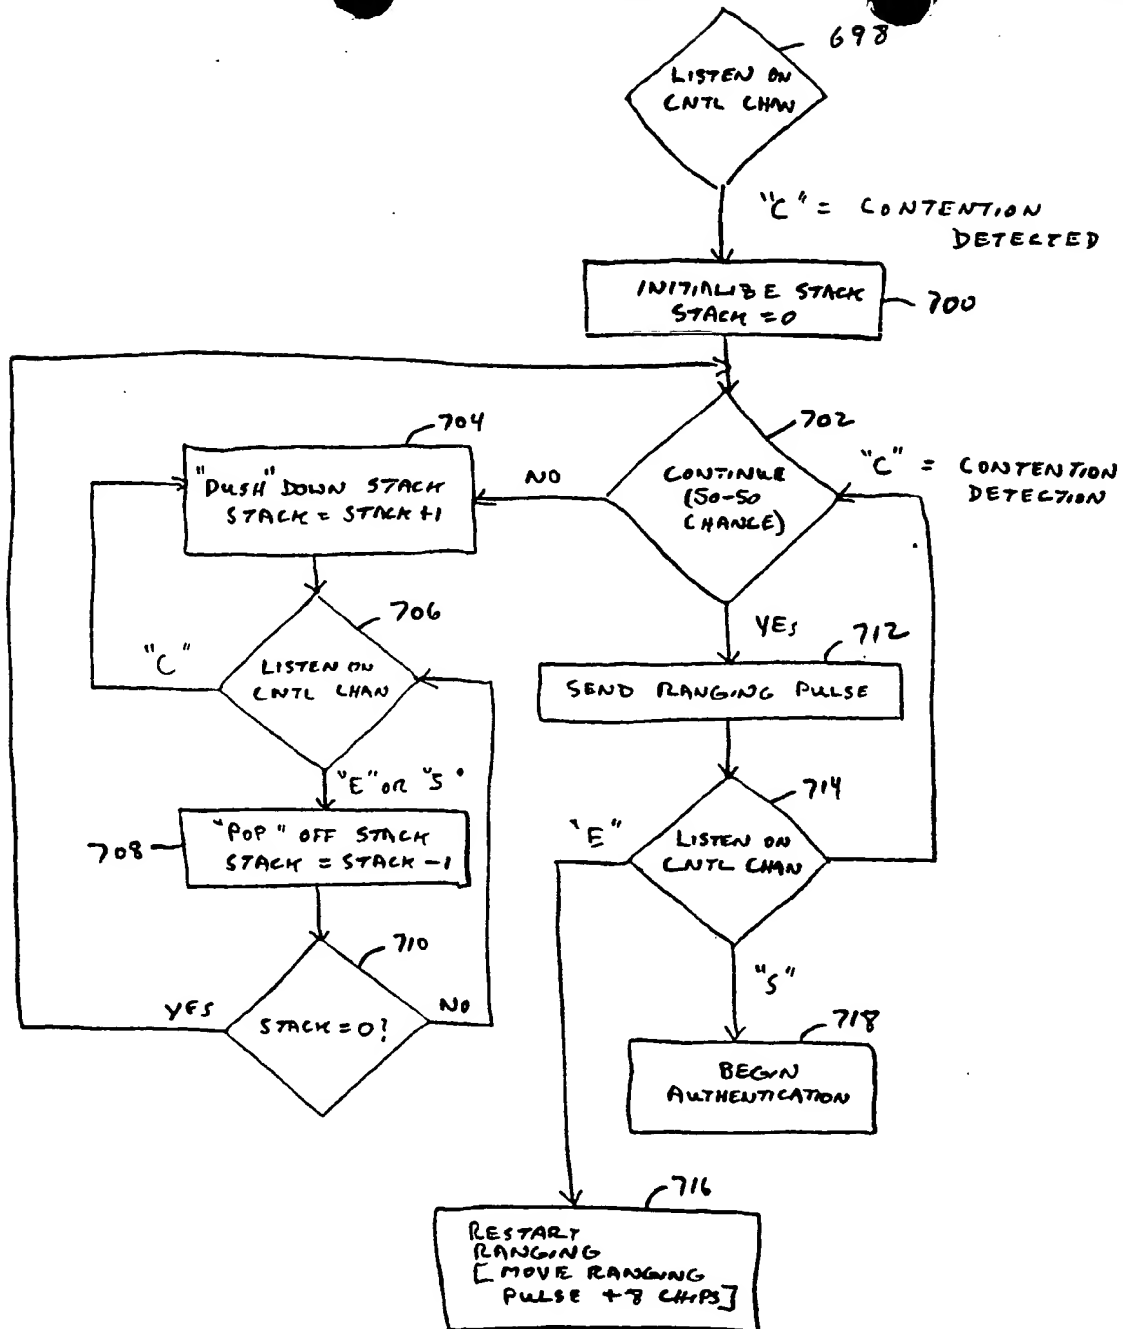 698
LISTEN ON
CNTL CHAN
"C" = CONTENTION
DETECTED
INITIALIZE STACK
STACK = 0
700
704
702
"PUSH" DOWN STACK
STACK = STACK+1
NO
CONTINUE
(50-50
CHANCE)
"C" = CONTENTION
DETECTION
706
"C"
LISTEN ON
CNTL CHAN
YES
712
SEND RANGING PULSE
"E" OR "S"
714
708
"POP" OFF STACK
STACK = STACK -1
"E"
LISTEN ON
CNTL CHAN
710
YES
STACK = 0?
NO
"S"
718
BEGIN
AUTHENTICATION
716
RESTART
RANGING
[MOVE RANGING
PULSE +8 CHIPS]